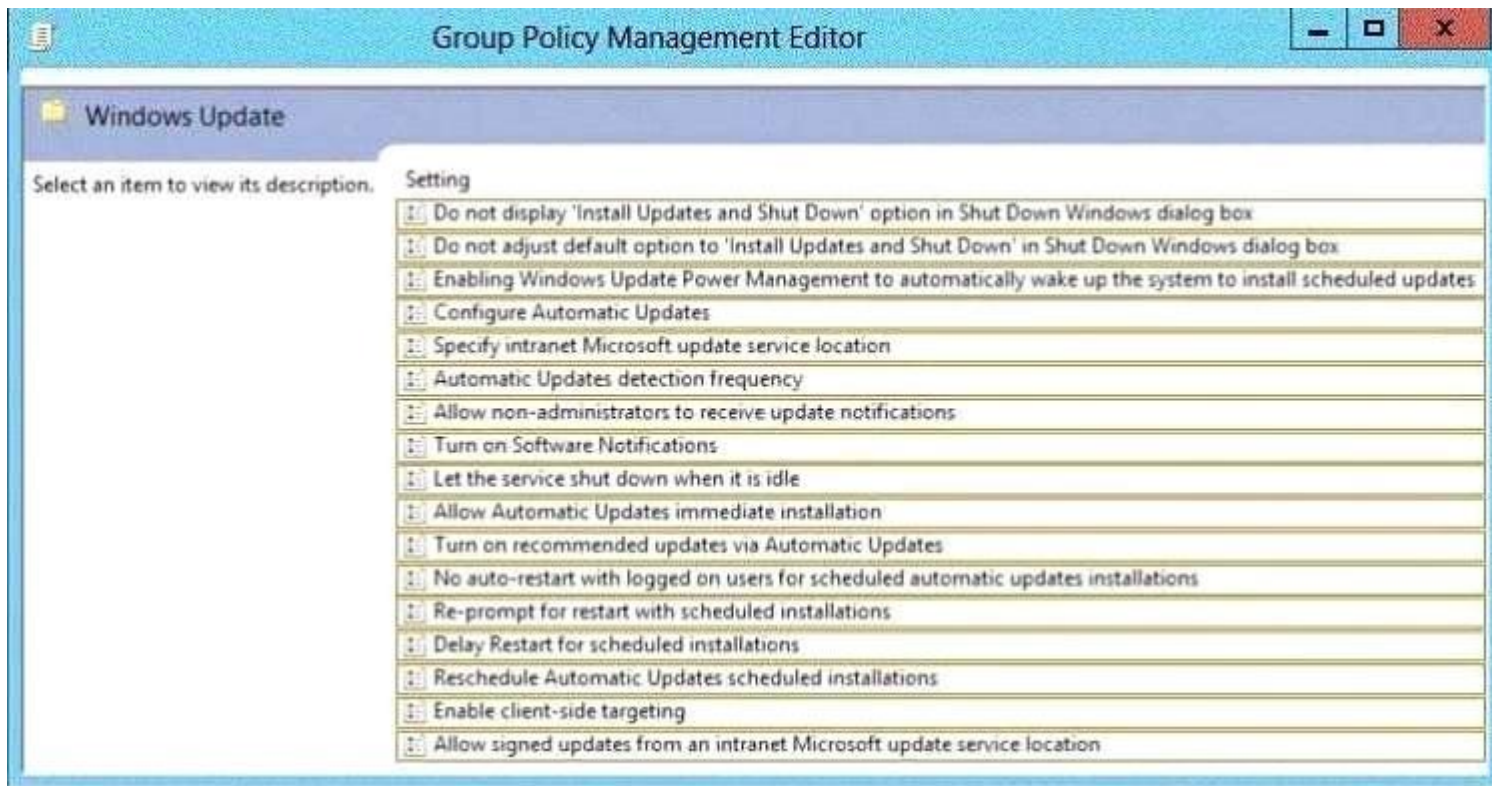 Group Policy Management Editor
Windows Update
Select an item to view its description.
Setting
Do not display 'Install Updates and Shut Down' option in Shut Down Windows dialog box
Do not adjust default option to 'Install Updates and Shut Down' in Shut Down Windows dialog box
Enabling Windows Update Power Management to automatically wake up the system to install scheduled updates
Configure Automatic Updates
Specify intranet Microsoft update service location
Automatic Updates detection frequency
Allow non-administrators to receive update notifications
Turn on Software Notifications
Let the service shut down when it is idle
Allow Automatic Updates immediate installation
Turn on recommended updates via Automatic Updates
No auto-restart with logged on users for scheduled automatic updates installations
Re-prompt for restart with scheduled installations
Delay Restart for scheduled installations
Reschedule Automatic Updates scheduled installations
Enable client-side targeting
Allow signed updates from an intranet Microsoft update service location